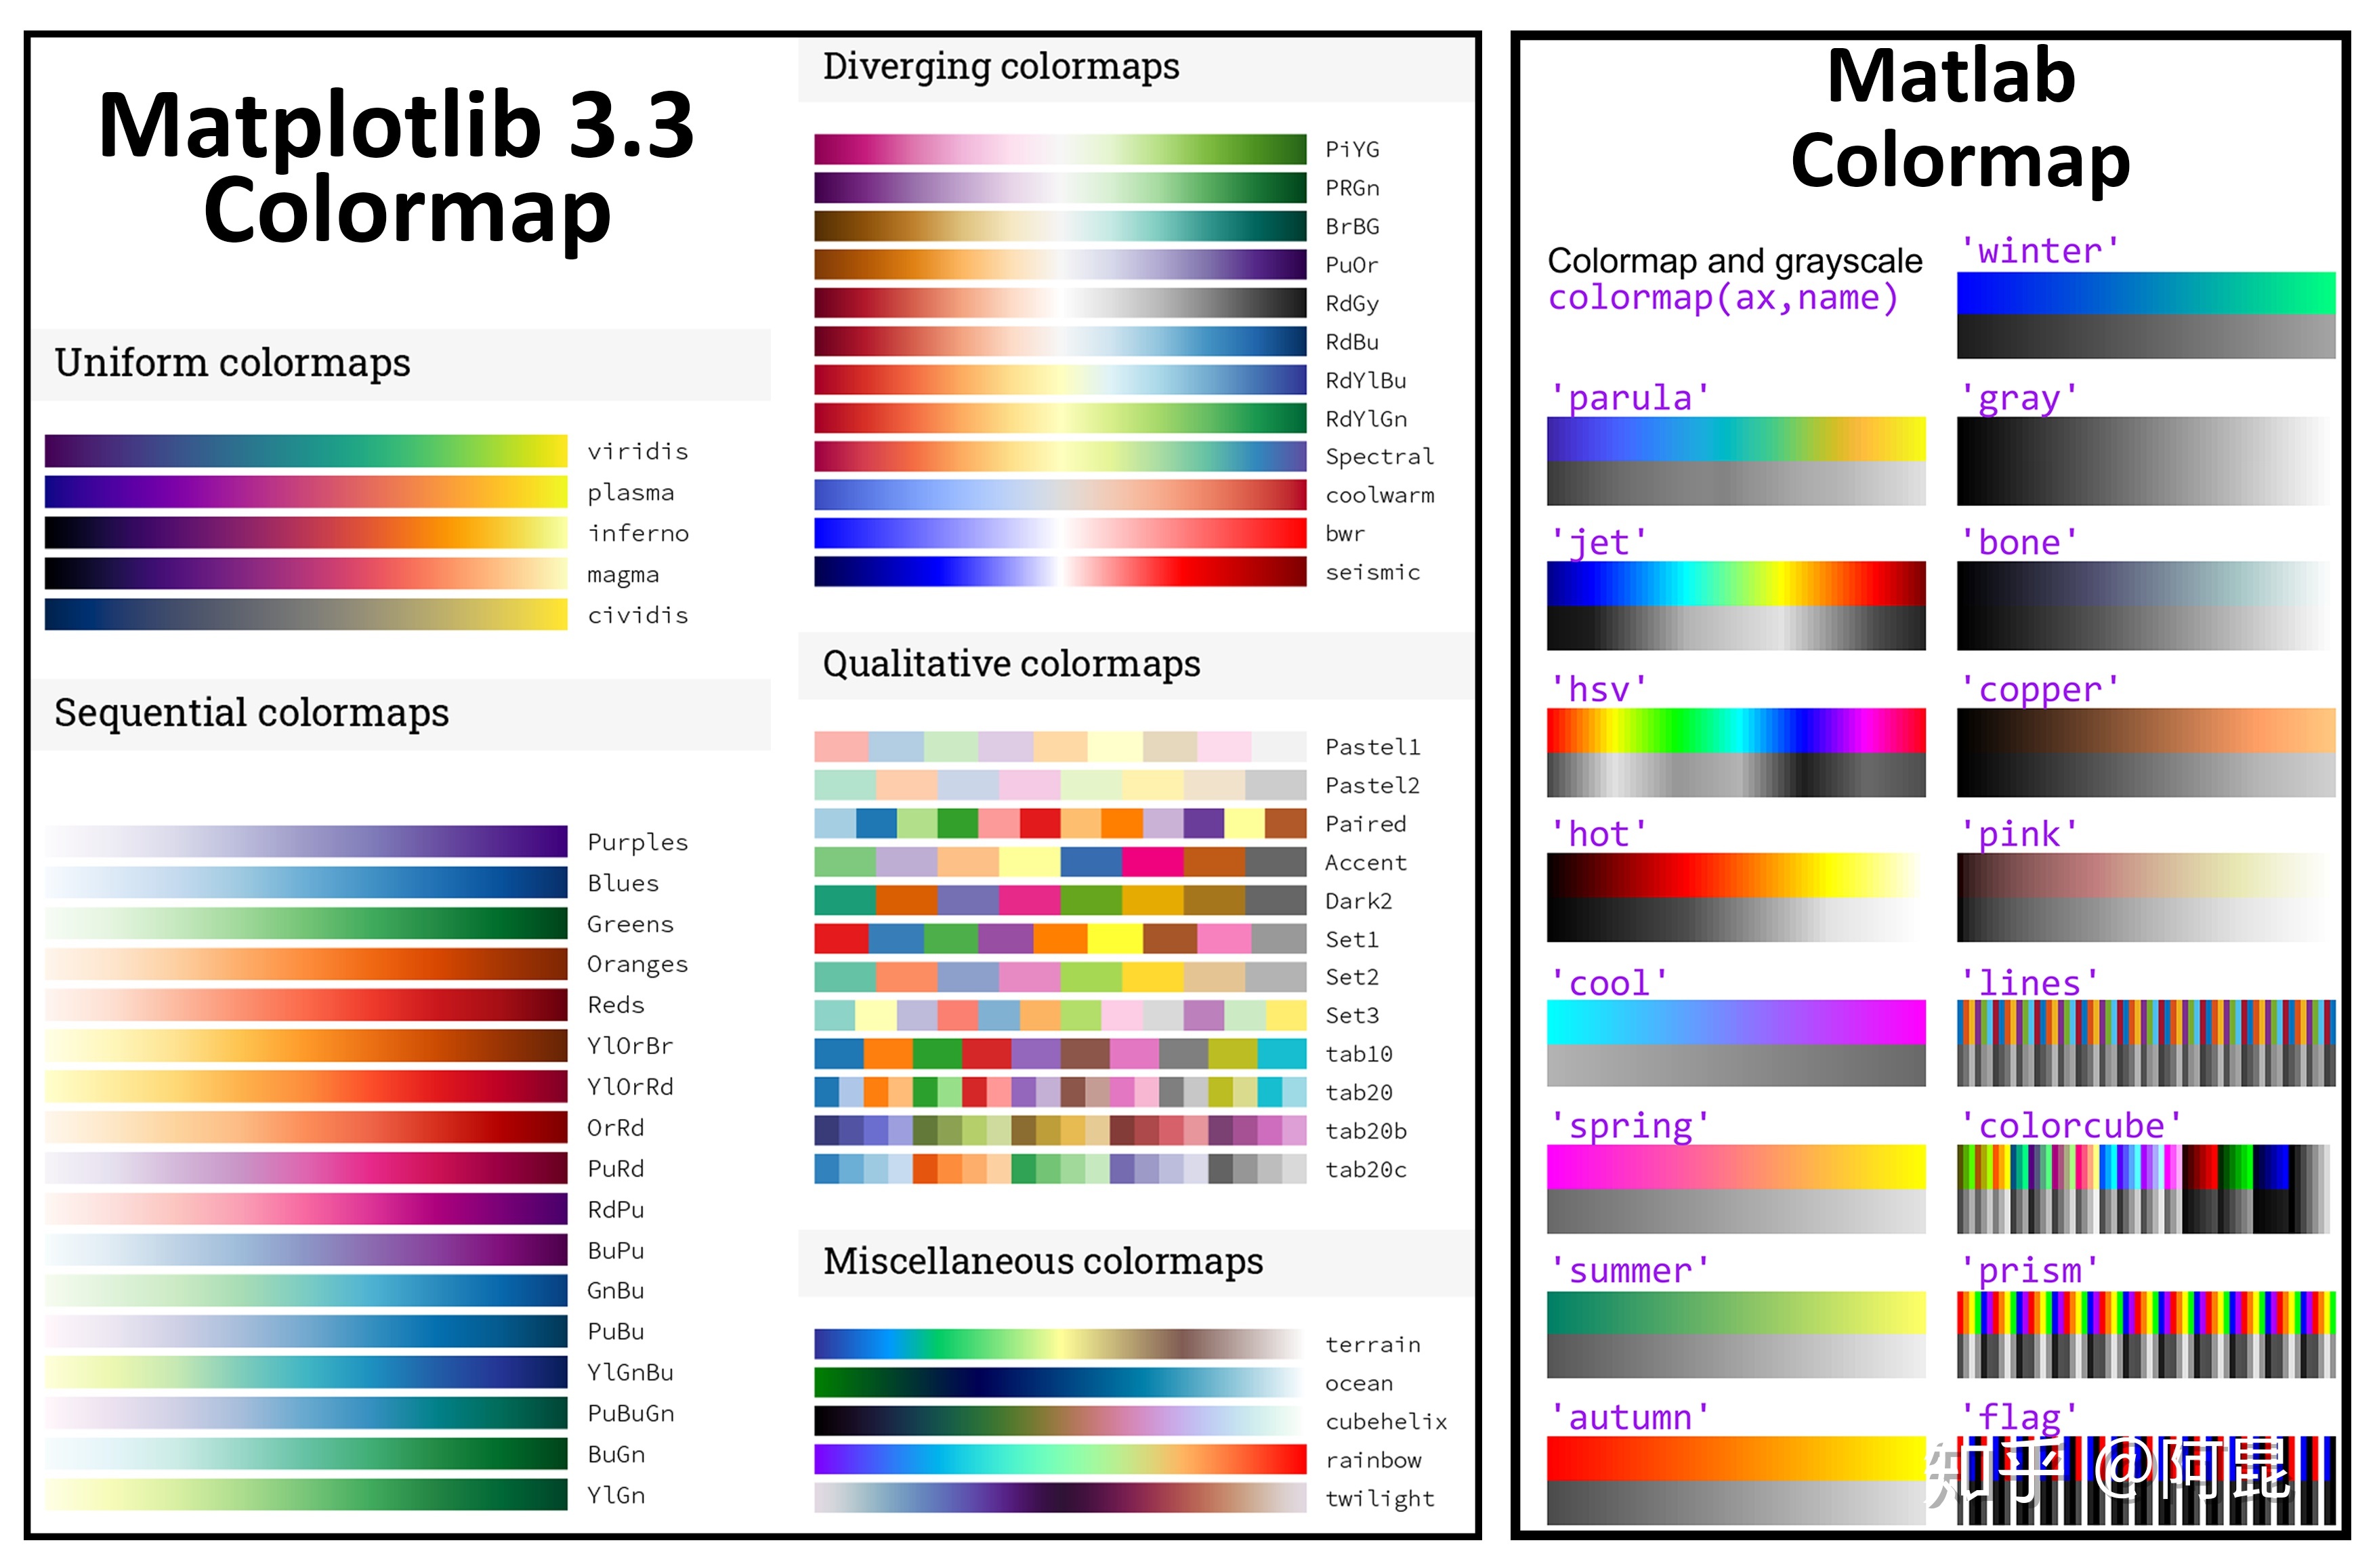 Matplotlib 3.3
Colormap
Uniform colormaps
viridis
plasma
inferno
magma
cividis
Sequential colormaps
Purples
Blues
Greens
Oranges
Reds
YlOrBr
YlOrRd
OrRd
PuRd
RdPu
BuPu
GnBu
PuBu
YlGnBu
PuBuGn
BuGn
YlGn
Diverging colormaps
PiYG
PRGn
BrBG
PuOr
RdGy
RdBu
RdYlBu
RdYlGn
Spectral
coolwarm
bwr
seismic
Qualitative colormaps
Pastel1
Pastel2
Paired
Accent
Dark2
Set1
Set2
Set3
tab10
tab20
tab20b
tab20c
Miscellaneous colormaps
terrain
ocean
cubehelix
rainbow
twilight
Matlab
Colormap
Colormap and grayscale
colormap(ax,name)
'parula'
'jet'
'hsv'
'hot'
'cool'
'spring'
'summer'
'autumn'
'winter'
'gray'
'bone'
'copper'
'pink'
'lines'
'colorcube'
'prism'
'flag'
知乎 @阿昆